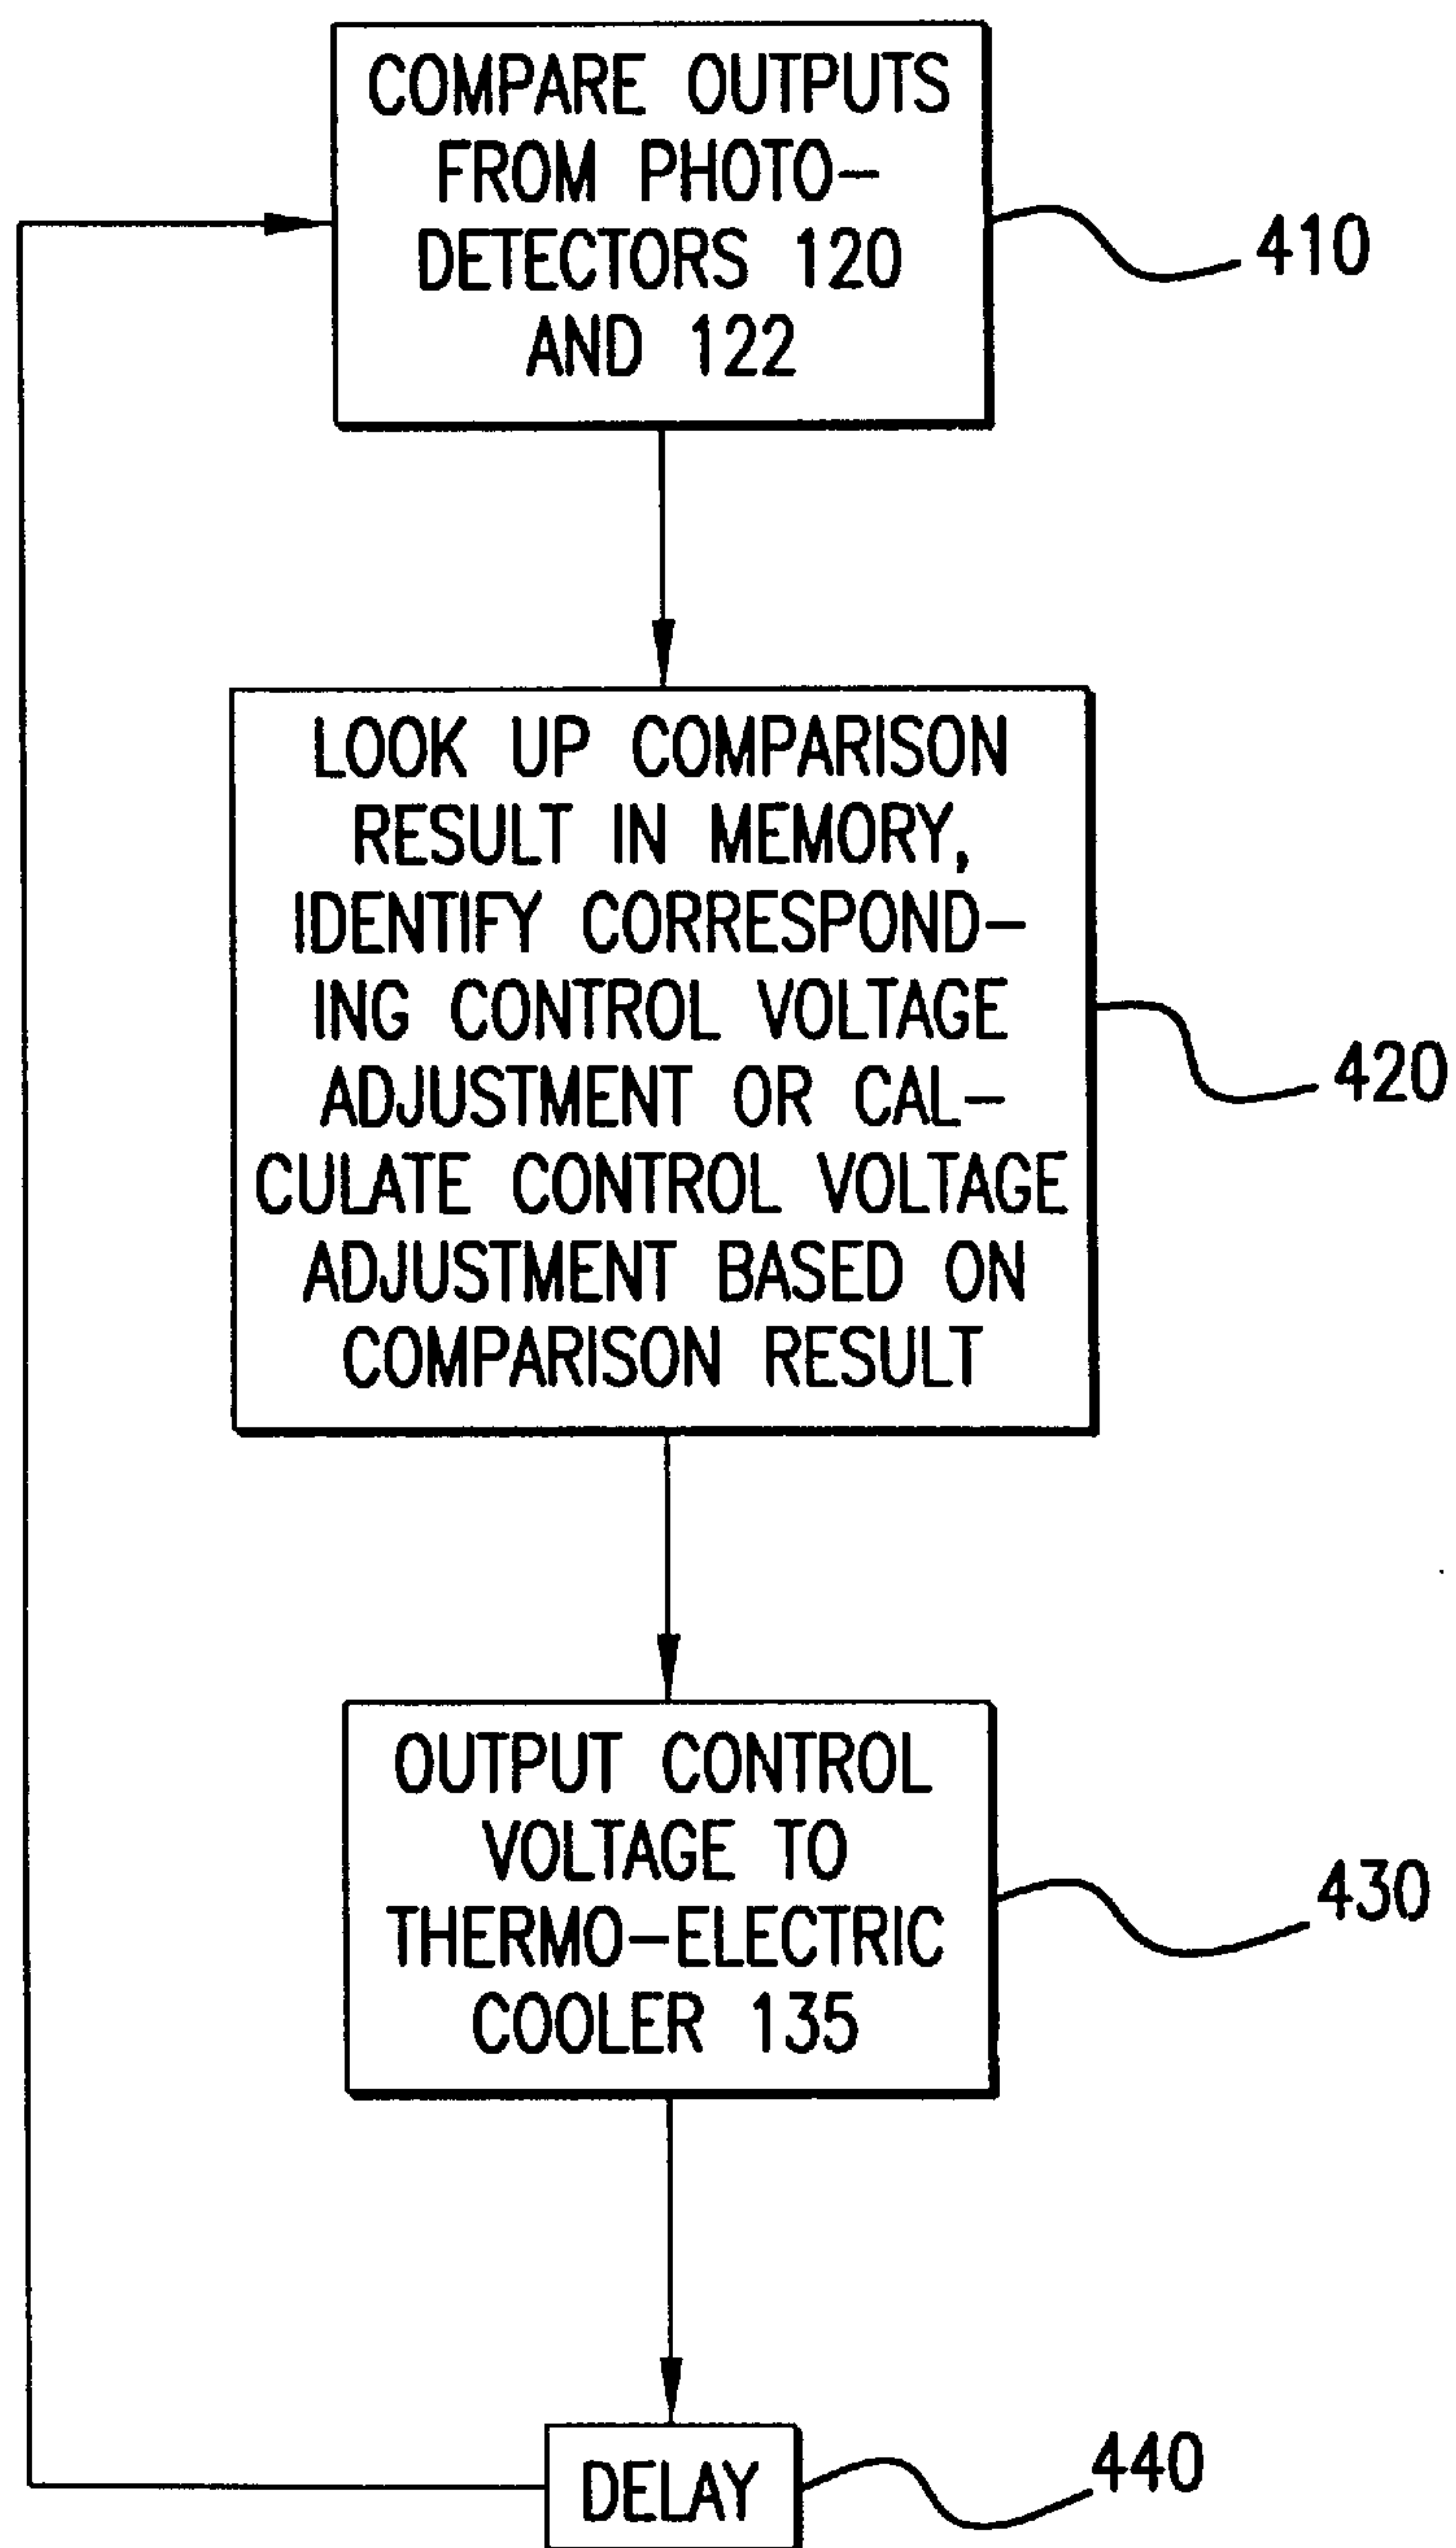 COMPARE OUTPUTS
FROM PHOTO-
DETECTORS 120
AND 122
410
LOOK UP COMPARISON
RESULT IN MEMORY,
IDENTIFY CORRESPOND-
ING CONTROL VOLTAGE
ADJUSTMENT OR CAL-
CULATE CONTROL VOLTAGE
ADJUSTMENT BASED ON
COMPARISON RESULT
420
OUTPUT CONTROL
VOLTAGE TO
THERMO-ELECTRIC
COOLER 135
430
DELAY
440